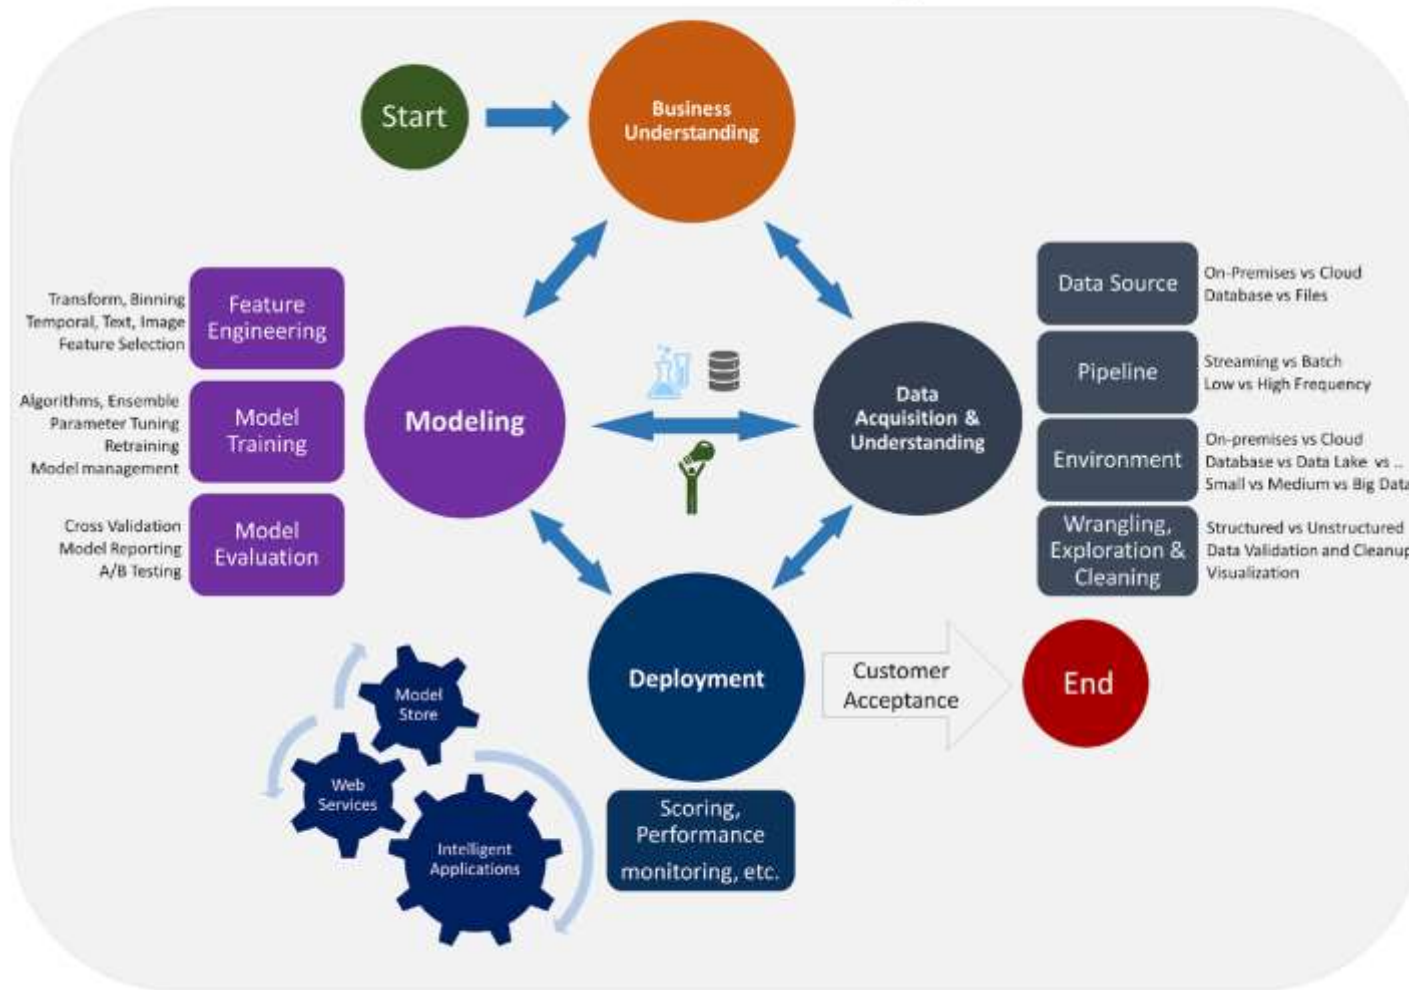 Start
Business
Understanding
Transform, Binning
Temporal, Text, Image
Feature Selection
Feature
Engineering
Algorithms, Ensemble
Parameter Tuning
Retraining
Model management
Model
Training
Cross Validation
Model Reporting
A/B Testing
Model
Evaluation
Modeling
Data
Acquisition &
Understanding
Data Source
On-Premises vs Cloud
Database vs Files
Pipeline
Streaming vs Batch
Low vs High Frequency
Environment
On-premises vs Cloud
Database vs Data Lake vs ..
Small vs Medium vs Big Data
Wrangling,
Exploration &
Cleaning
Structured vs Unstructured
Data Validation and Cleanup
Visualization
Deployment
Customer
Acceptance
End
Model
Store
Web
Services
Intelligent
Applications
Scoring,
Performance
monitoring, etc.